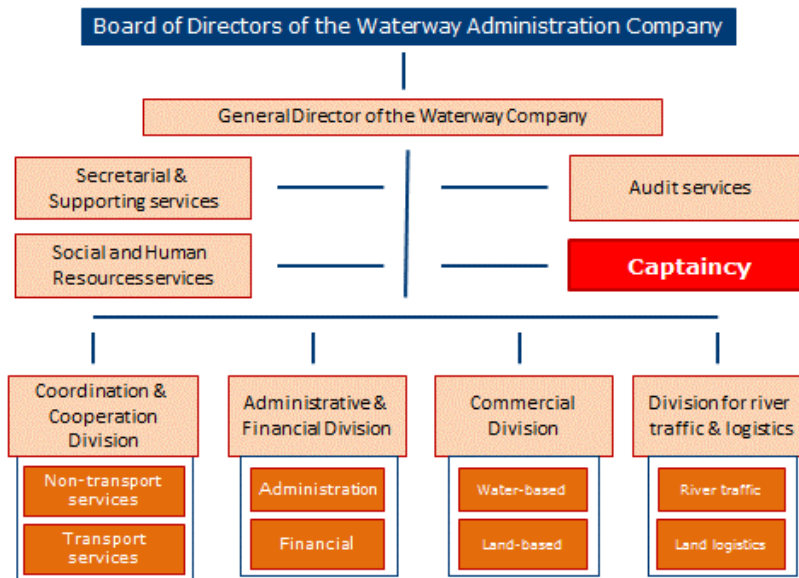 Board of Directors of the Waterway Administration Company
General Director of the Waterway Company
Secretarial &
Supporting services
Audit services
Social and Human
Resources services
Captaincy
Coordination &
Cooperation
Division
Administrative &
Financial Division
Commercial
Division
Division for river
traffic & logistics
Non-transport
services
Transport
services
Administration
Financial
Water-based
Land-based
River traffic
Land logistics